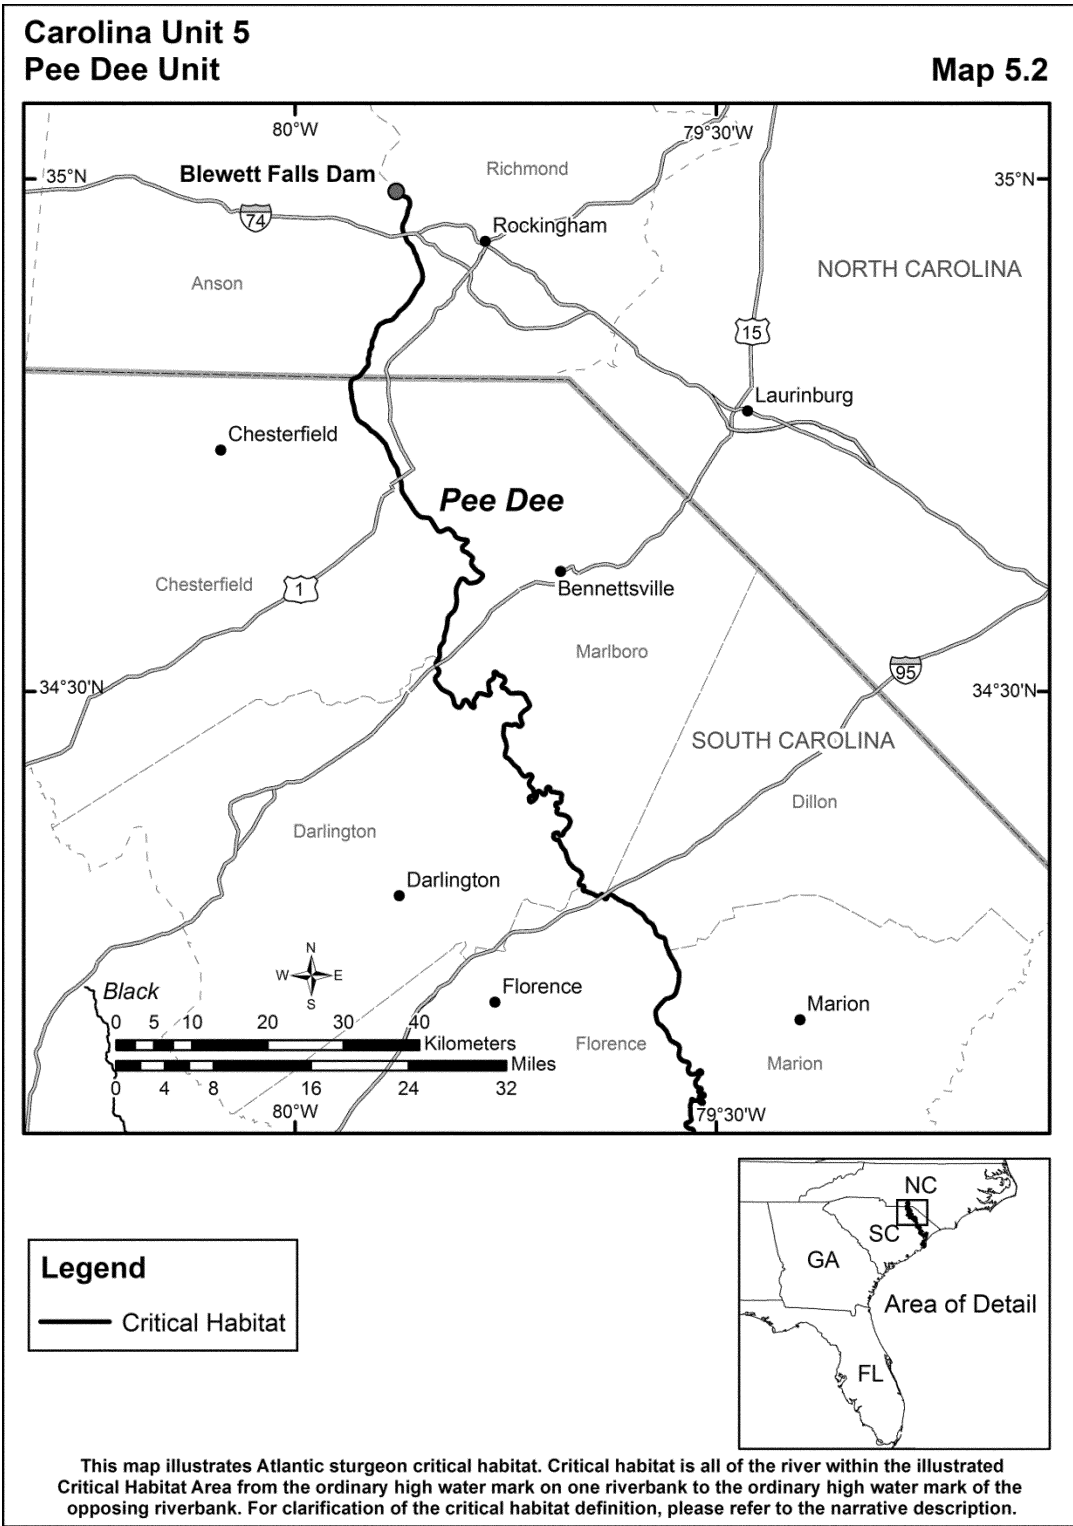 Carolina Unit 5
Pee Dee Unit
Map 5.2
80°W
79°30'W
35°N
Blewett Falls Dam
Richmond
35°N
74
Rockingham
NORTH CAROLINA
Anson
15
Laurinburg
Chesterfield
Pee Dee
Chesterfield
1
Bennettsville
Marlboro
95
34°30'N
34°30'N
SOUTH CAROLINA
Dillon
Darlington
Darlington
N
W E
S
Black
Florence
Marion
0 5 10 20 30 40
Kilometers
Florence
Miles
Marion
0 4 8 16 24 32
80°W
79°30'W
NC
SC
GA
Area of Detail
FL
Legend
Critical Habitat
This map illustrates Atlantic sturgeon critical habitat. Critical habitat is all of the river within the illustrated
Critical Habitat Area from the ordinary high water mark on one riverbank to the ordinary high water mark of the
opposing riverbank. For clarification of the critical habitat definition, please refer to the narrative description.